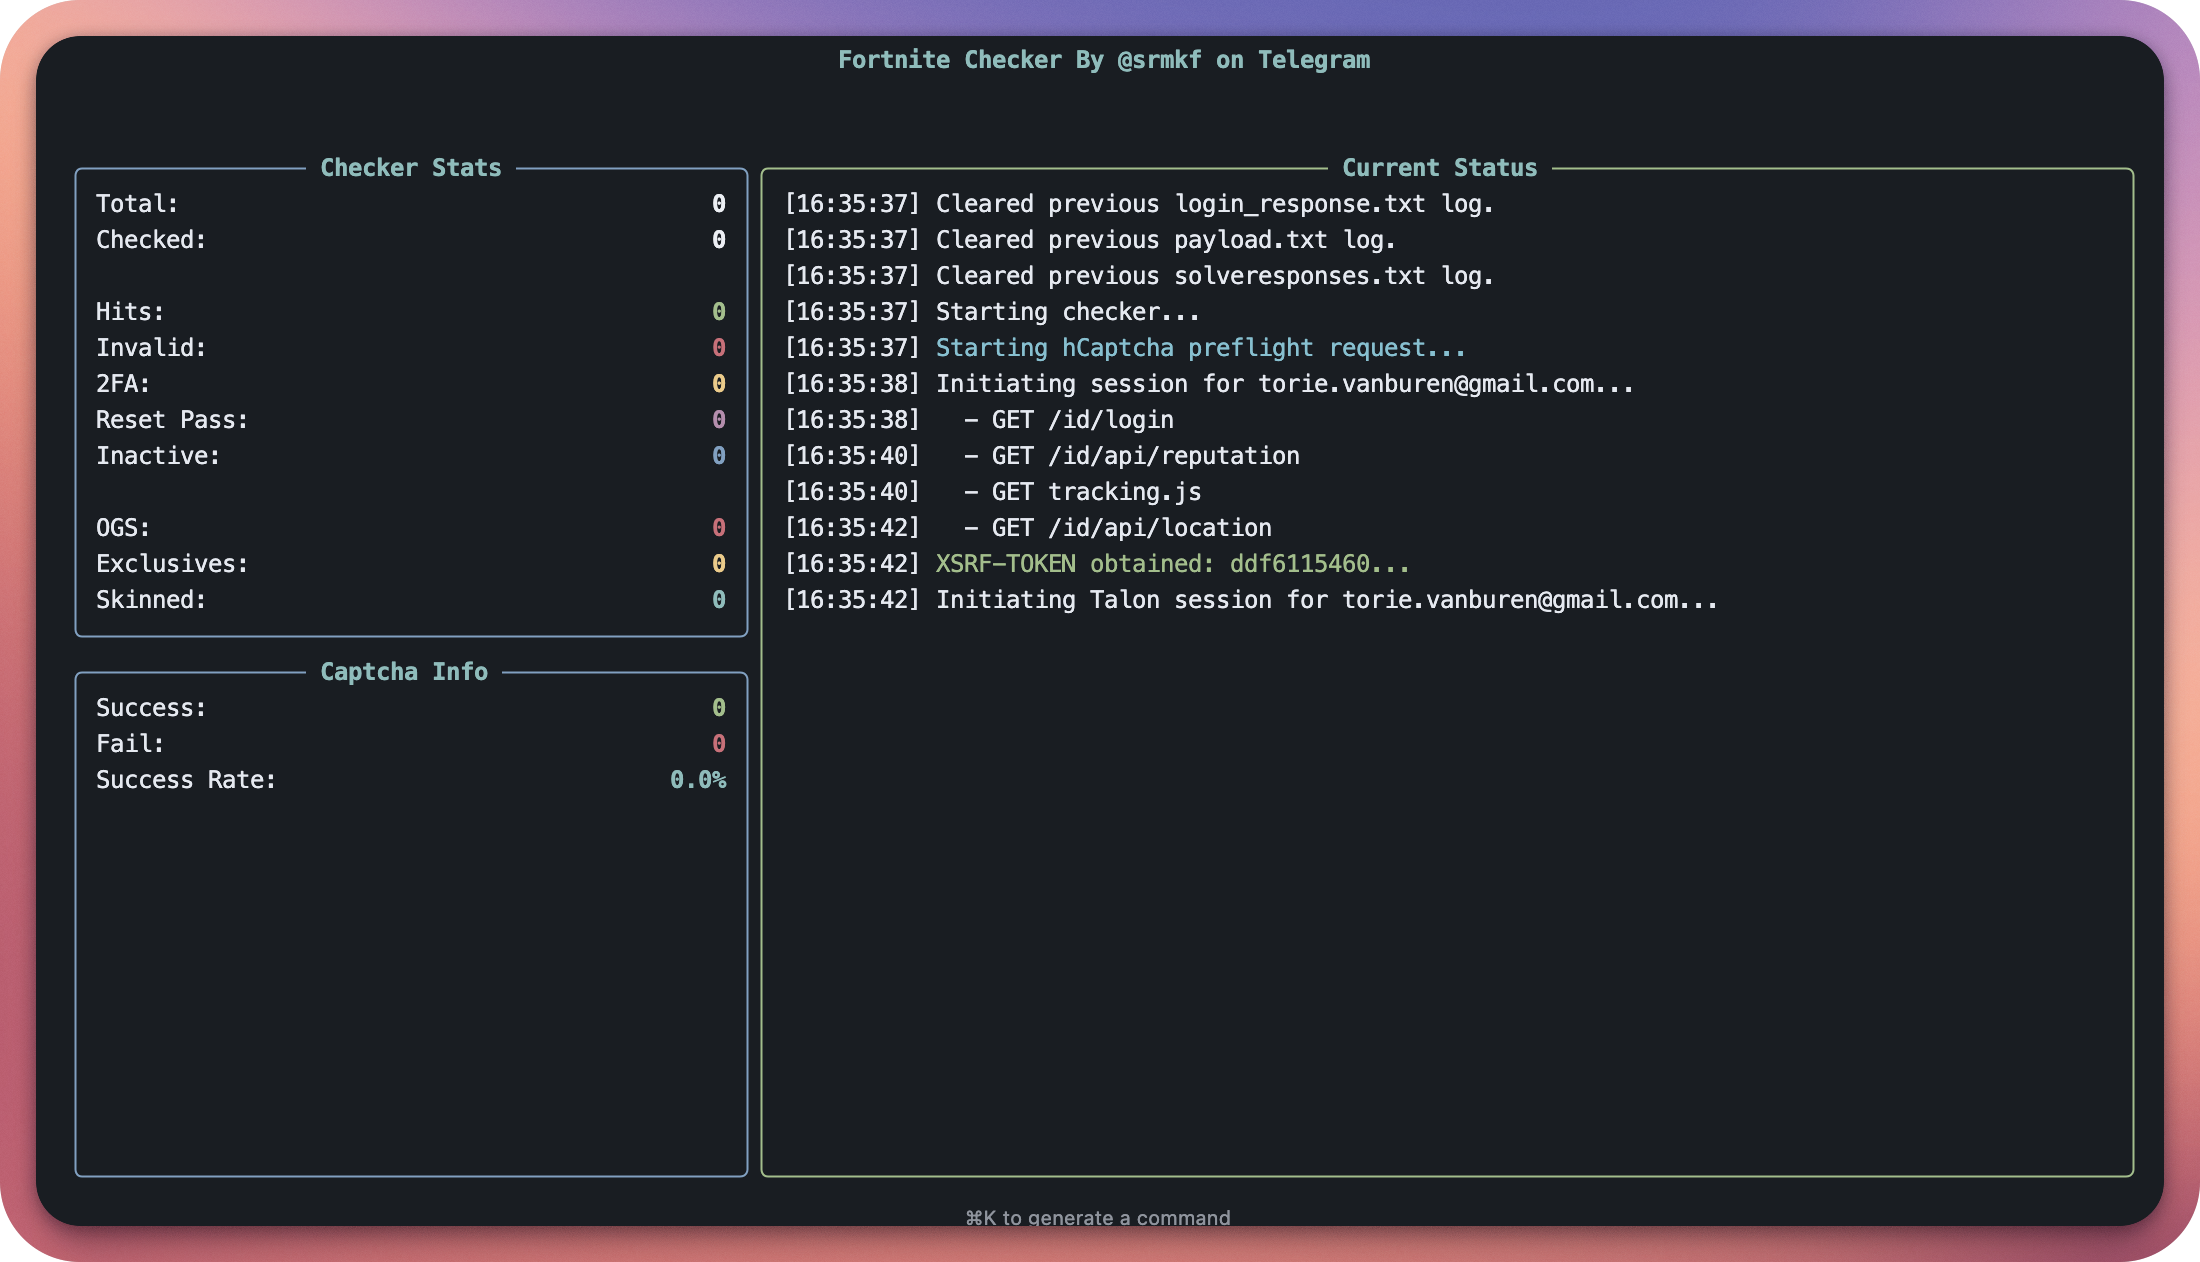 Fortnite Checker By @srmkf on Telegram
Checker Stats
Total: 0
Checked: 0
Hits: 0
Invalid: 0
2FA: 0
Reset Pass: 0
Inactive: 0
OGS: 0
Exclusives: 0
Skinned: 0
Captcha Info
Success: 0
Fail: 0
Success Rate: 0.0%
Current Status
[16:35:37] Cleared previous login_response.txt log.
[16:35:37] Cleared previous payload.txt log.
[16:35:37] Cleared previous solveresponses.txt log.
[16:35:37] Starting checker...
[16:35:37] Starting hCaptcha preflight request...
[16:35:38] Initiating session for torie.vanburen@gmail.com...
[16:35:38]   - GET /id/login
[16:35:40]   - GET /id/api/reputation
[16:35:40]   - GET tracking.js
[16:35:42]   - GET /id/api/location
[16:35:42] XSRF-TOKEN obtained: ddf6115460...
[16:35:42] Initiating Talon session for torie.vanburen@gmail.com...
⌘K to generate a command